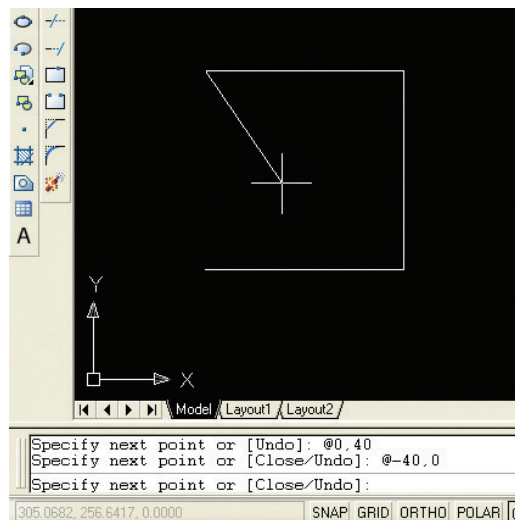 A
Y
X
Model Layout1 Layout2
Specify next point or [Undo]: @0,40
Specify next point or [Close/Undo]: @-40,0
Specify next point or [Close/Undo]:
305.0682, 256.6417, 0.0000 SNAP GRID ORTHO POLAR